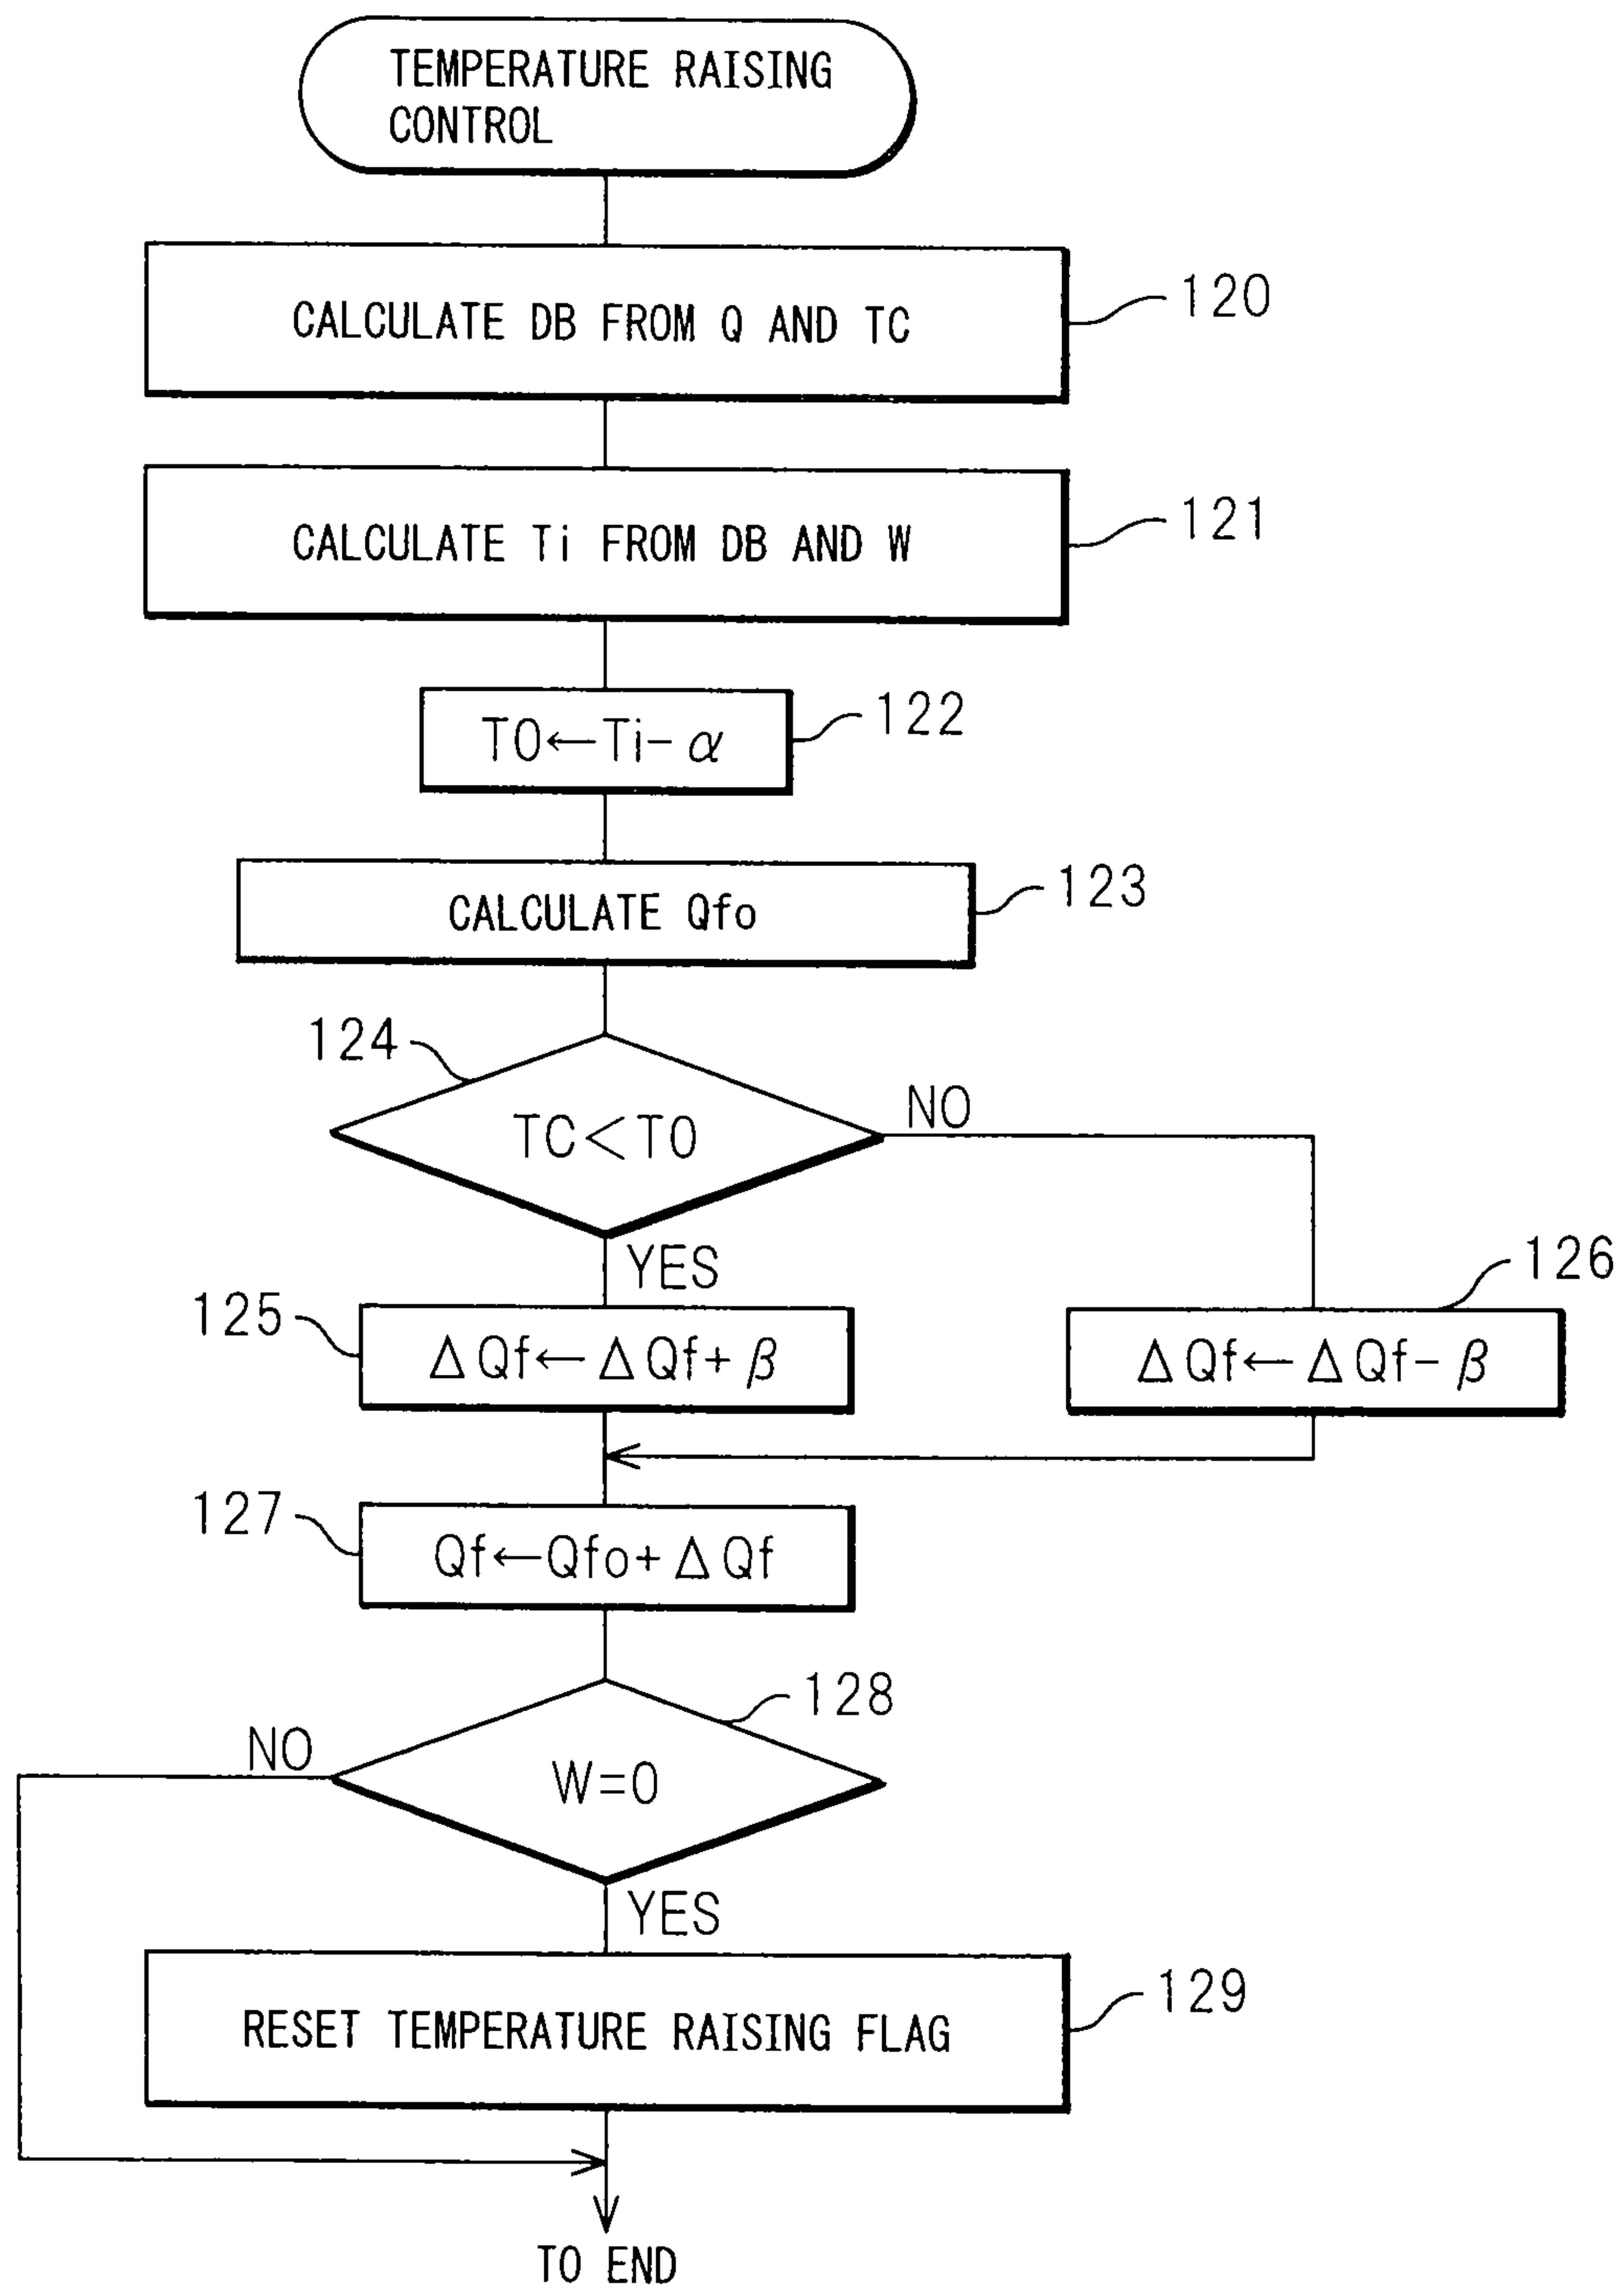 TEMPERATURE RAISING
CONTROL
CALCULATE DB FROM Q AND TC
120
CALCULATE Ti FROM DB AND W
121
T0←Ti-α
122
CALCULATE Qfo
123
124
TC<T0
NO
YES
125
ΔQf←ΔQf+β
126
ΔQf←ΔQf-β
127
Qf←Qfo+ΔQf
128
NO
W=0
YES
RESET TEMPERATURE RAISING FLAG
129
TO END